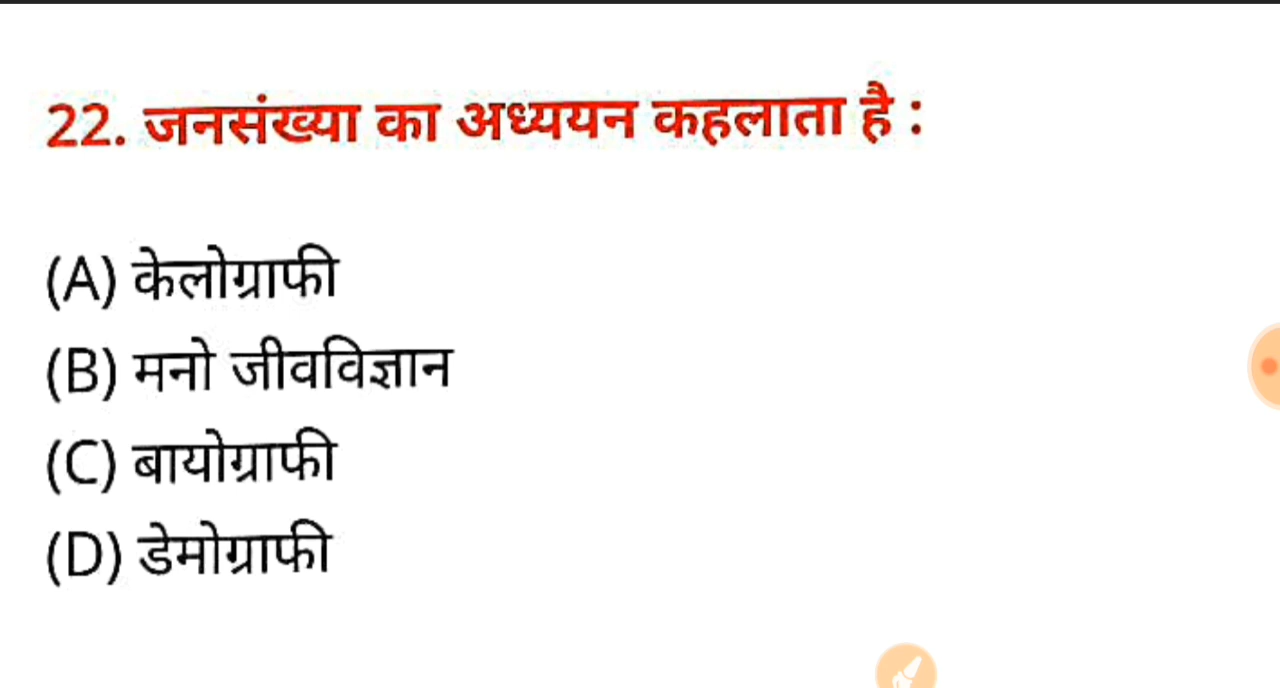 22. जनसंख्या का अध्ययन कहलाता है :
(A) केलोग्राफी
(B) मनो जीवविज्ञान
(C) बायोग्राफी
(D) डेमोग्राफी